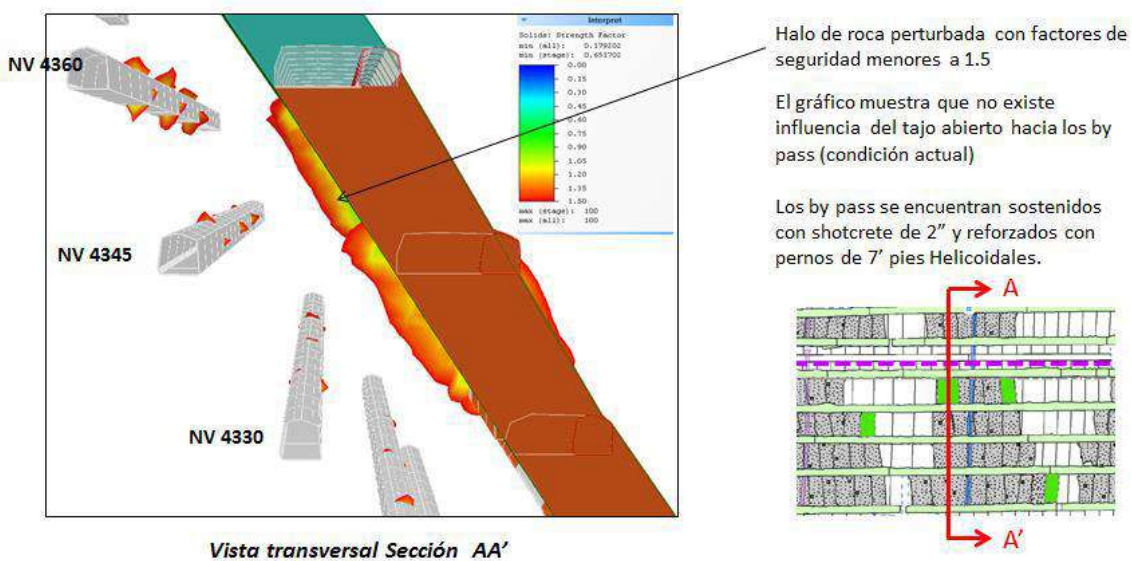 NV 4360
NV 4345
NV 4330
Interpret
Solids: Strength Factor
min (all): 0.179202
min (stage): 0.651702
0.00
0.15
0.30
0.45
0.60
0.75
0.90
1.05
1.20
1.35
1.50
max (stage): 100
max (all): 100
Halo de roca perturbada con factores de
seguridad menores a 1.5
El gráfico muestra que no existe
influencia del tajo abierto hacia los by
pass (condición actual)
Los by pass se encuentran sostenidos
con shotcrete de 2” y reforzados con
pernos de 7’ pies Helicoidales.
A
A’
Vista transversal Sección AA’